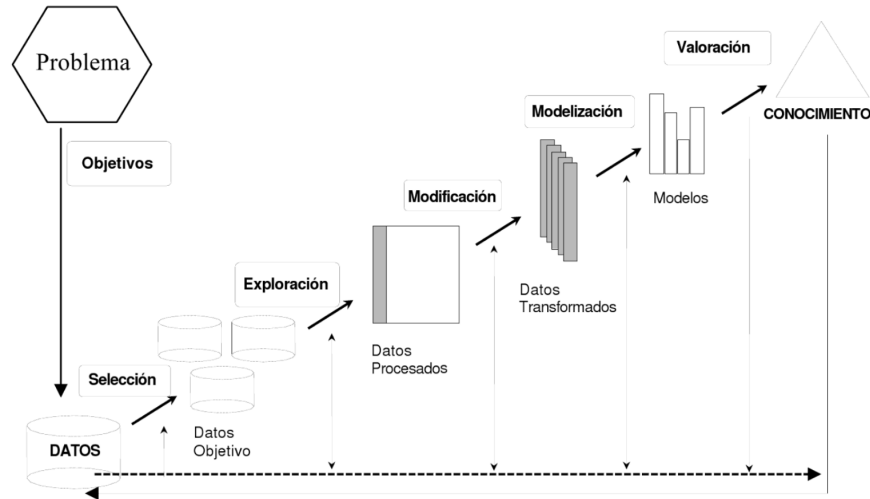 Problema
Objetivos
DATOS
Selección
Datos
Objetivo
Exploración
Datos
Procesados
Modificación
Datos
Transformados
Modelización
Modelos
Valoración
CONOCIMIENTO